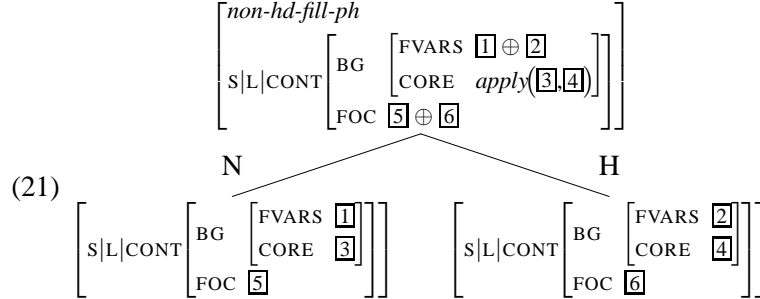 non-hd-fill-ph
S|L|CONT BG FVARS 1 ⊕ 2
CORE apply(3,4)
FOC 5 ⊕ 6
N H
(21)
S|L|CONT BG FVARS 1
CORE 3
FOC 5
S|L|CONT BG FVARS 2
CORE 4
FOC 6